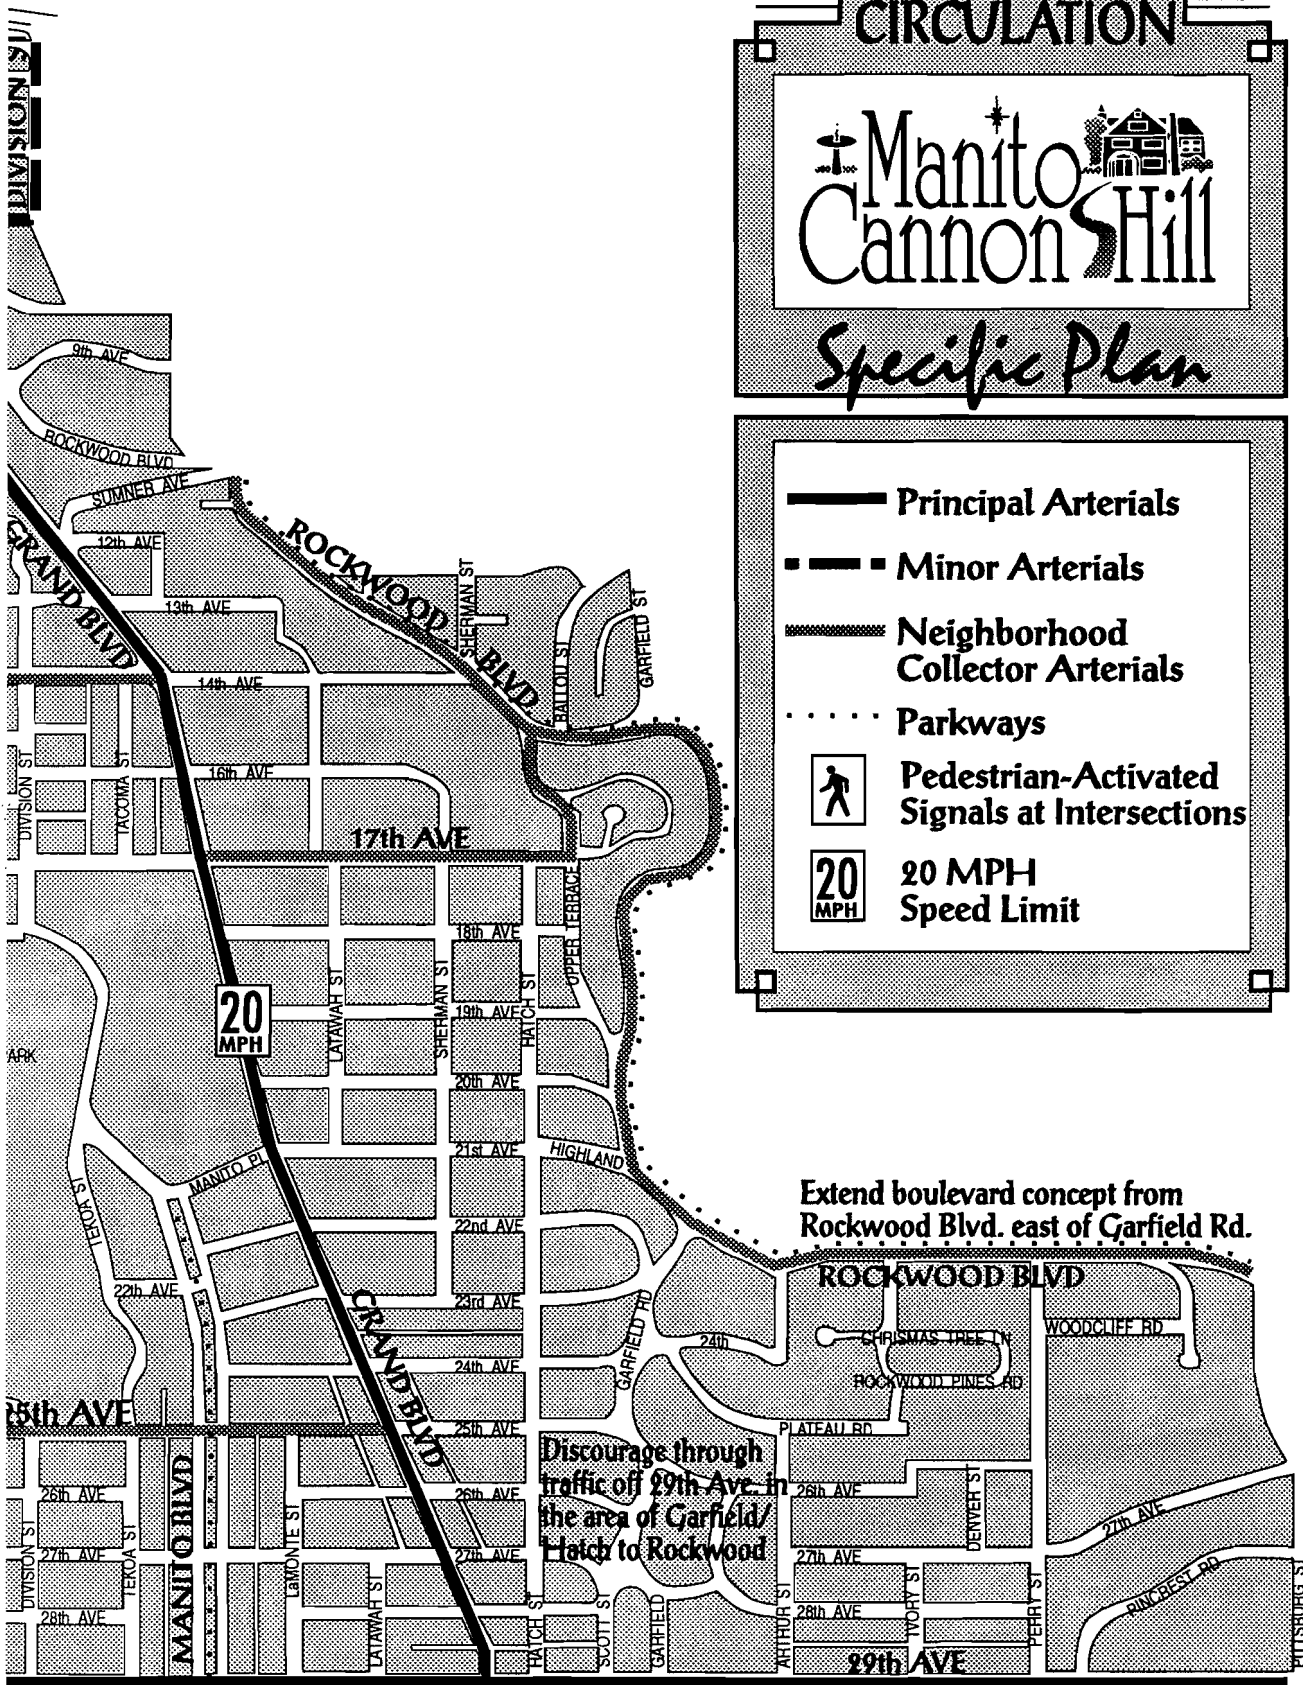 CIRCULATION
Manito
Cannon Hill
Specific Plan
Principal Arterials
Minor Arterials
Neighborhood
Collector Arterials
Parkways
Pedestrian-Activated
Signals at Intersections
20
MPH
20 MPH
Speed Limit
DIVISION ST
9th AVE
ROCKWOOD BLVD
SUMNER AVE
12th AVE
GRAND BLVD
13th AVE
14th AVE
ROCKWOOD BLVD.
SHERMAN ST
BALFOU ST
GARFIELD ST
DIVISION ST
TACOMA ST
16th AVE
17th AVE
UPPER TERRACE
18th AVE
LATAWAH ST
SHERMAN ST
HATCH ST
20
MPH
19th AVE
ARK
20th AVE
21st AVE
HIGHLAND
MANITO PL
TEKOA ST
22nd AVE
22th AVE
23rd AVE
GRAND BLVD
GARFIELD RD
24th
24th AVE
Extend boulevard concept from
Rockwood Blvd. east of Garfield Rd.
ROCKWOOD BLVD
CHRISMAS TREE LN
WOODCLIFF RD
ROCKWOOD PINES RD
25th AVE
25th AVE
PLATEAU RD
Discourage through
traffic off 29th Ave. in
the area of Garfield/
Hatch to Rockwood
MANITO BLVD
26th AVE
26th AVE
26th AVE
DENVER ST
27th AVE
DIVISION ST
27th AVE
TEKOA ST
LaMONTE ST
27th AVE
27th AVE
PINCREST RD
28th AVE
LATAWAH ST
HATCH ST
SCOTT ST
GARFIELD
ARTHUR ST
28th AVE
IVORY ST
PERRY ST
PITTSBURG ST
29th AVE